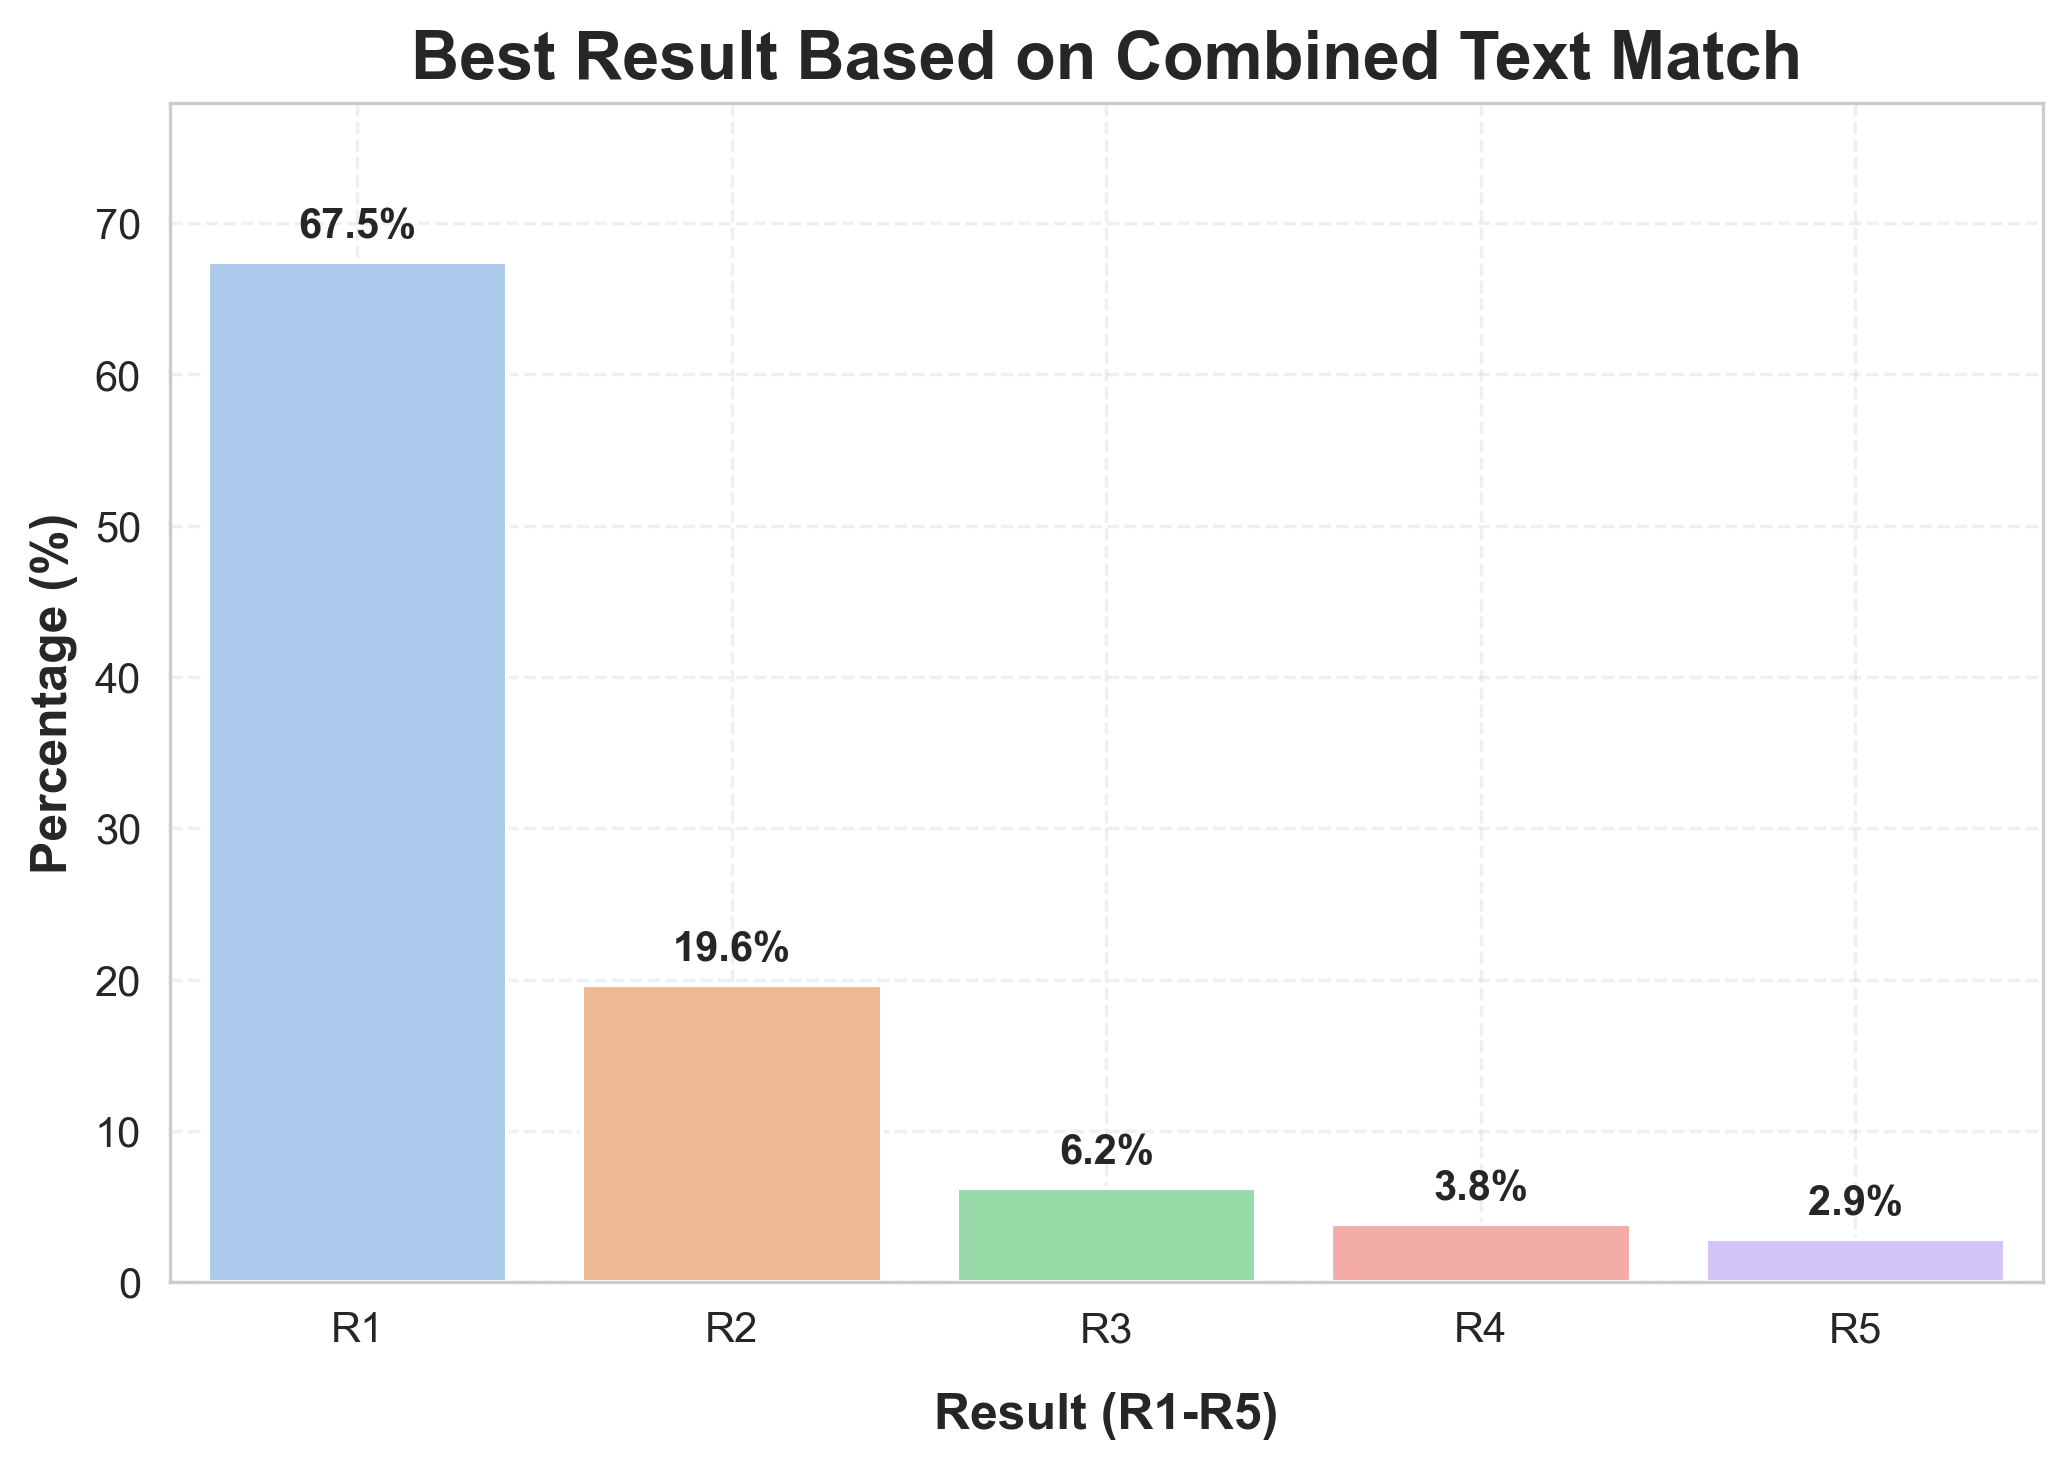 Best Result Based on Combined Text Match
Percentage (%)
70
60
50
40
30
20
10
0
67.5%
19.6%
6.2%
3.8%
2.9%
R1
R2
R3
R4
R5
Result (R1-R5)